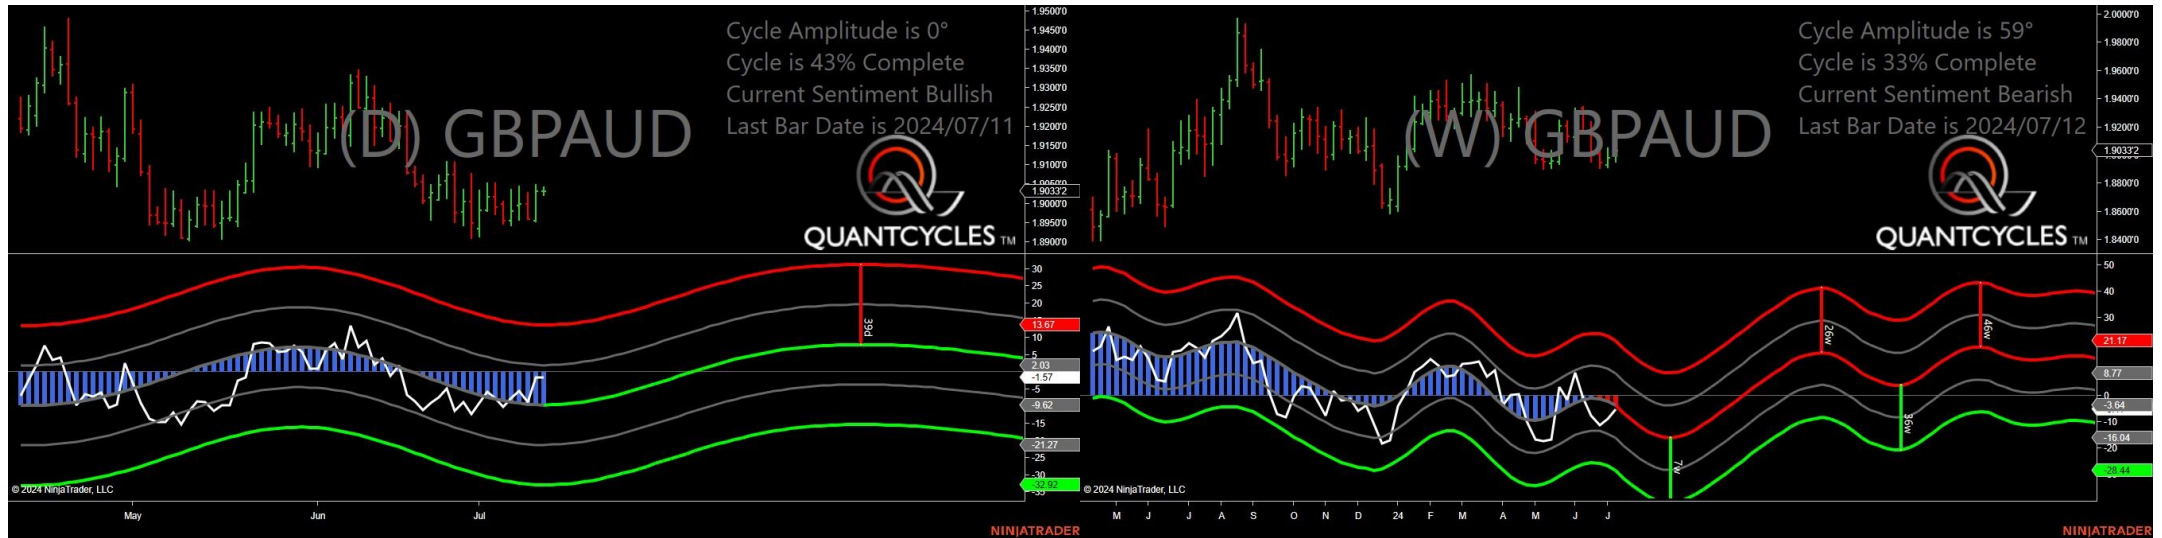 1.9500'0
1.9450'0
1.9400'0
1.9350'0
1.9300'0
1.9250'0
1.9200'0
1.9150'0
1.9100'0
1.9033'2
1.9000'0
1.8950'0
1.8900'0
Cycle Amplitude is 0°
Cycle is 43% Complete
Current Sentiment Bullish
Last Bar Date is 2024/07/11
(D) GBPAUD
QUANTCYCLES TM
30
25
20
13.67
10
5
2.03
-1.57
-5
-9.62
-15
-21.27
-25
-30
-32.92
39d
© 2024 NinjaTrader, LLC
May Jun Jul
NINJATRADER
2.0000'0
1.9800'0
1.9600'0
1.9400'0
1.9200'0
1.9033'2
1.8800'0
1.8600'0
1.8400'0
Cycle Amplitude is 59°
Cycle is 33% Complete
Current Sentiment Bearish
Last Bar Date is 2024/07/12
(W) GBPAUD
QUANTCYCLES TM
50
40
30
21.17
8.77
0
-3.64
-10
-16.04
-20
-28.44
7w
26w
36w
46w
© 2024 NinjaTrader, LLC
M J J A S O N D 24 F M A M J J
NINJATRADER